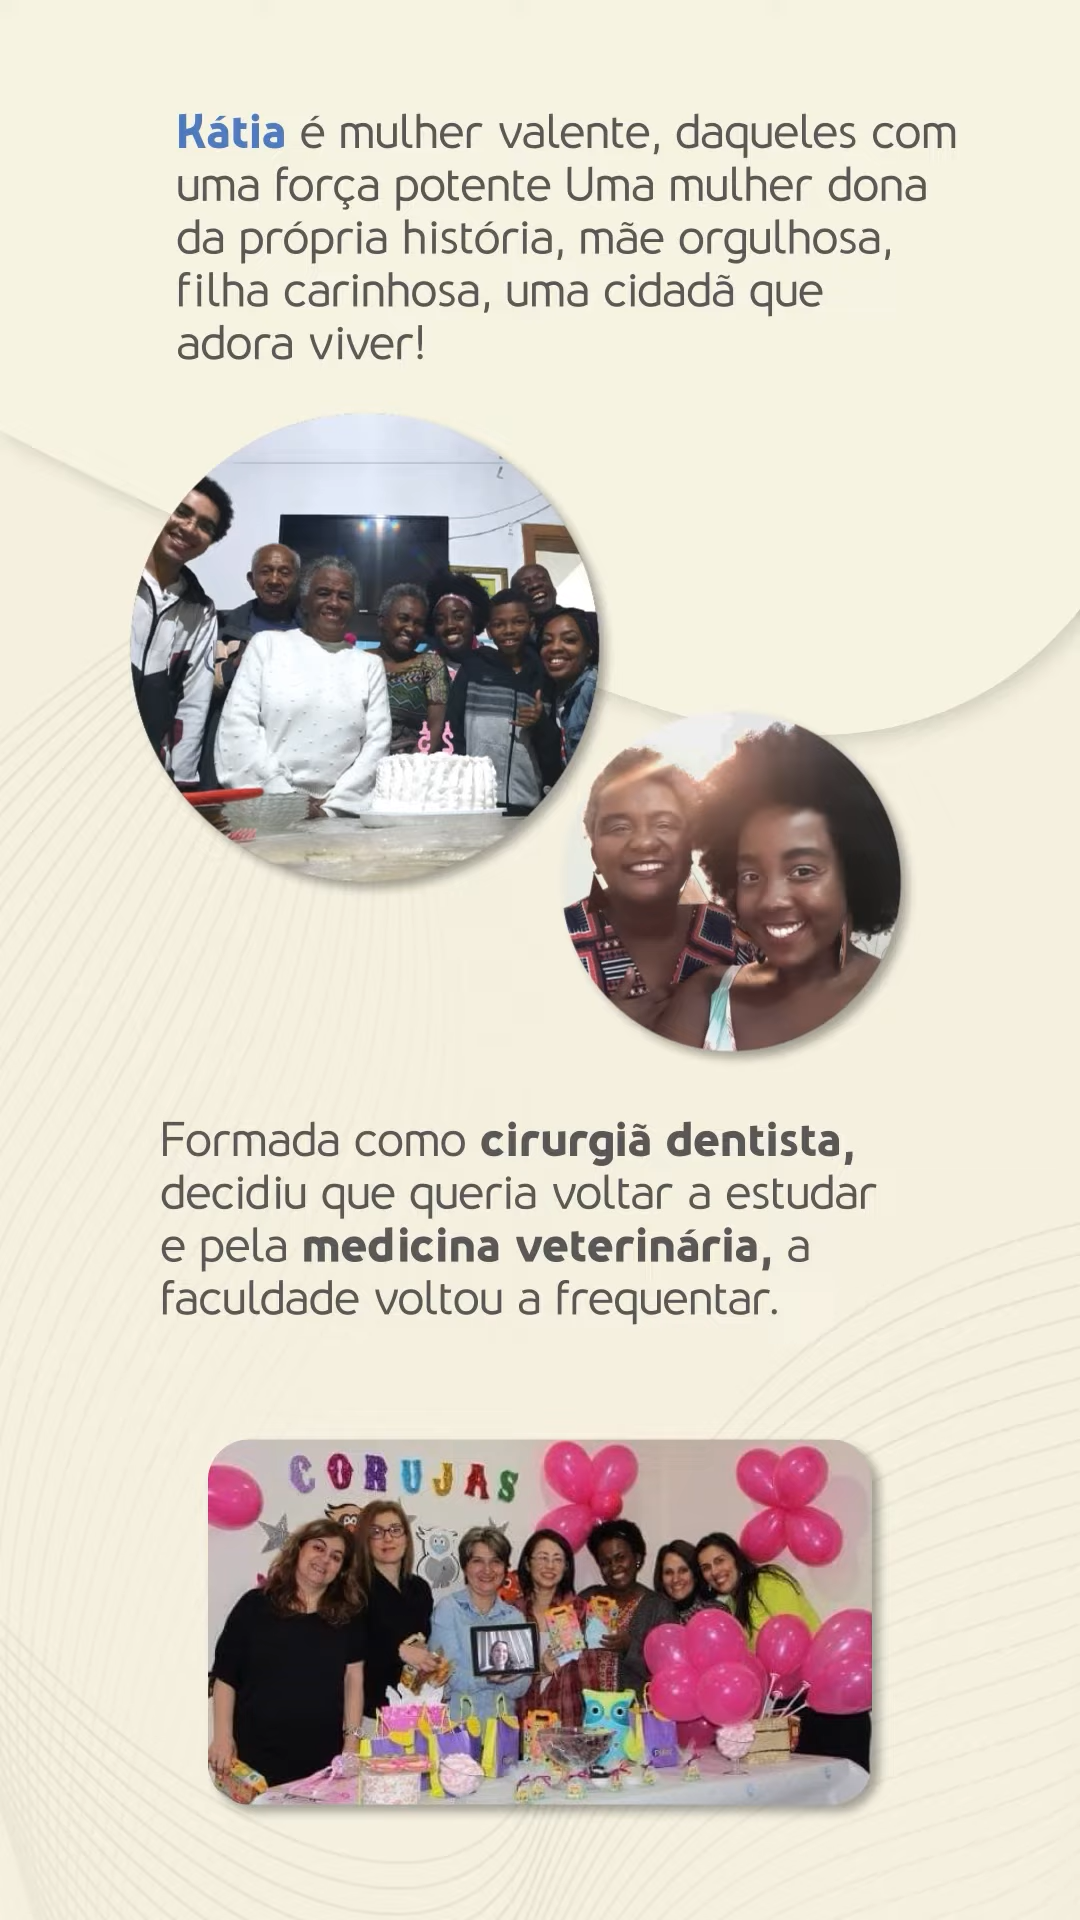 Kátia é mulher valente, daqueles com
uma força potente Uma mulher dona
da própria história, mãe orgulhosa,
filha carinhosa, uma cidadã que
adora viver!
Formada como cirurgiã dentista,
decidiu que queria voltar a estudar
e pela medicina veterinária, a
faculdade voltou a frequentar.
CORUJAS